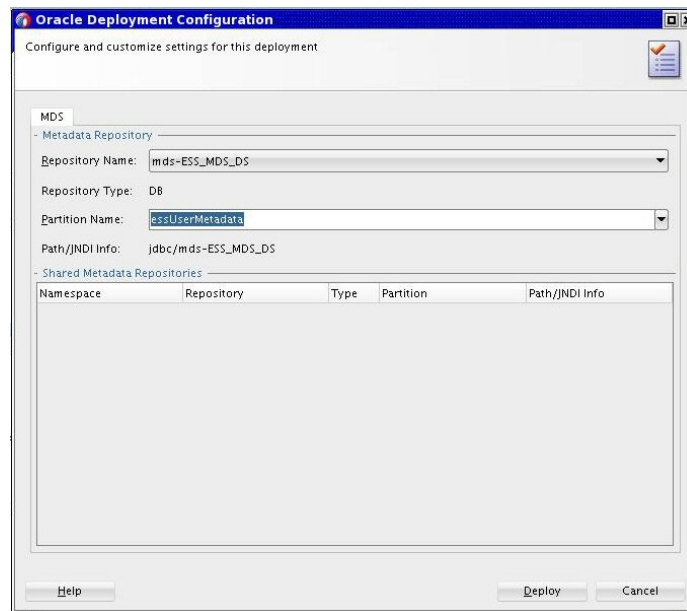 Oracle Deployment Configuration
Configure and customize settings for this deployment
MDS
Metadata Repository
Repository Name: mds-ESS_MDS_DS
Repository Type: DB
Partition Name: essUserMetadata
Path/JNDI Info: jdbc/mds-ESS_MDS_DS
Shared Metadata Repositories
Namespace Repository Type Partition Path/JNDI Info
Help Deploy Cancel